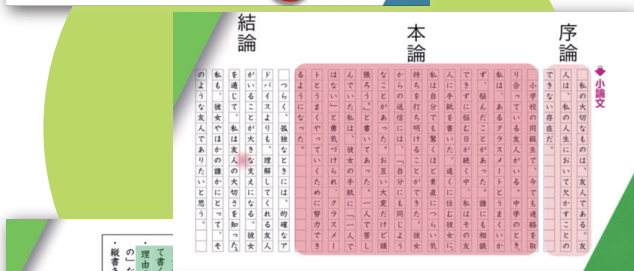 小論文
序論
本論
結論
私の大切なものは、友人である。友
人は、私の人生において欠かすことの
できない存在だ。
小学校の同級生で、今でも連絡を取
り合っている友人がいる。中学のとき、
私は、あるクラスメートとうまくいか
ず、悩んだことがあった。誰にも相談
できずに悩む日が続く中、私はその友
人に手紙を書いた。遠くに住む彼女に、
私は自分でも驚くほど素直につらい気
持ちを打ち明けることができた。彼女
からの返信には、「自分にも同じよう
なことがあった。お互い大変だけど頑
張ろう。」と書いてあった。一人で苦し
んでいた私は、彼女の手紙に「一人で
はない」と勇気づけられ、クラスメー
トとうまくやっていくために努力でき
るようになった。
つらく、孤独なときには、的確なア
ドバイスよりも、理解してくれる友人
がいることが大きな支えになる。彼女
を通して、私は友人の大切さを知った。
私も、彼女やほかの誰かにとって、そ
のような友人でありたいと思う。
て書く
理由
の」な
・縦書き